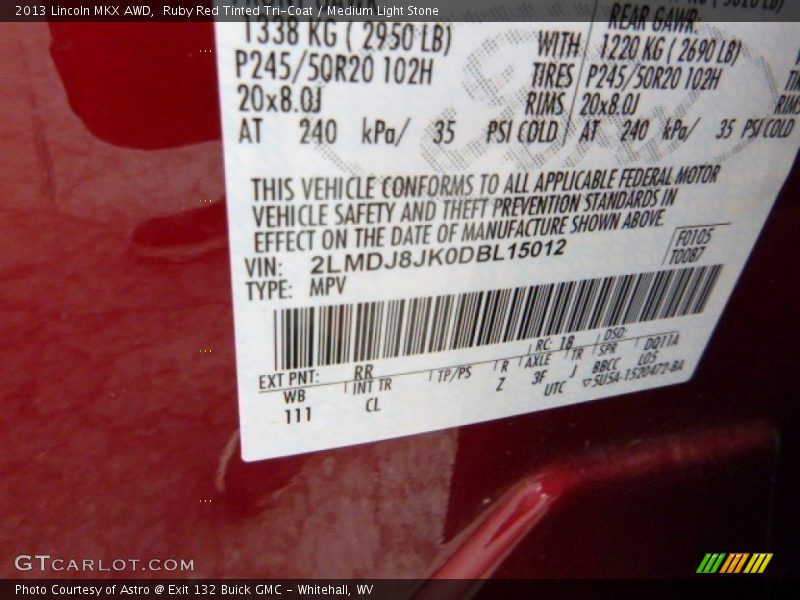 2013 Lincoln MKX AWD, Ruby Red Tinted Tri-Coat / Medium Light Stone
1338 KG ( 2950 LB)
P245/50R20 102H
20x8.0J
AT 240 kPa/ 35 PSI COLD
WITH
TIRES
RIMS
REAR GAWR:
1220 KG ( 2690 LB)
P245/50R20 102H
20x8.0J
AT 240 kPa/ 35 PSI COLD
RIMS
THIS VEHICLE CONFORMS TO ALL APPLICABLE FEDERAL MOTOR
VEHICLE SAFETY AND THEFT PREVENTION STANDARDS IN
EFFECT ON THE DATE OF MANUFACTURE SHOWN ABOVE
VIN: 2LMDJ8JK0DBL15012
F0105
T0087
TYPE: MPV
EXT PNT: RR RC: 18 DSO:
WB INT TR TP/PS R AXLE TR SPR DQ11A
111 CL Z 3F J BBCC L05
UTC ▽5U5A-1520472-BA
GTCARLOT.COM
Photo Courtesy of Astro @ Exit 132 Buick GMC - Whitehall, WV